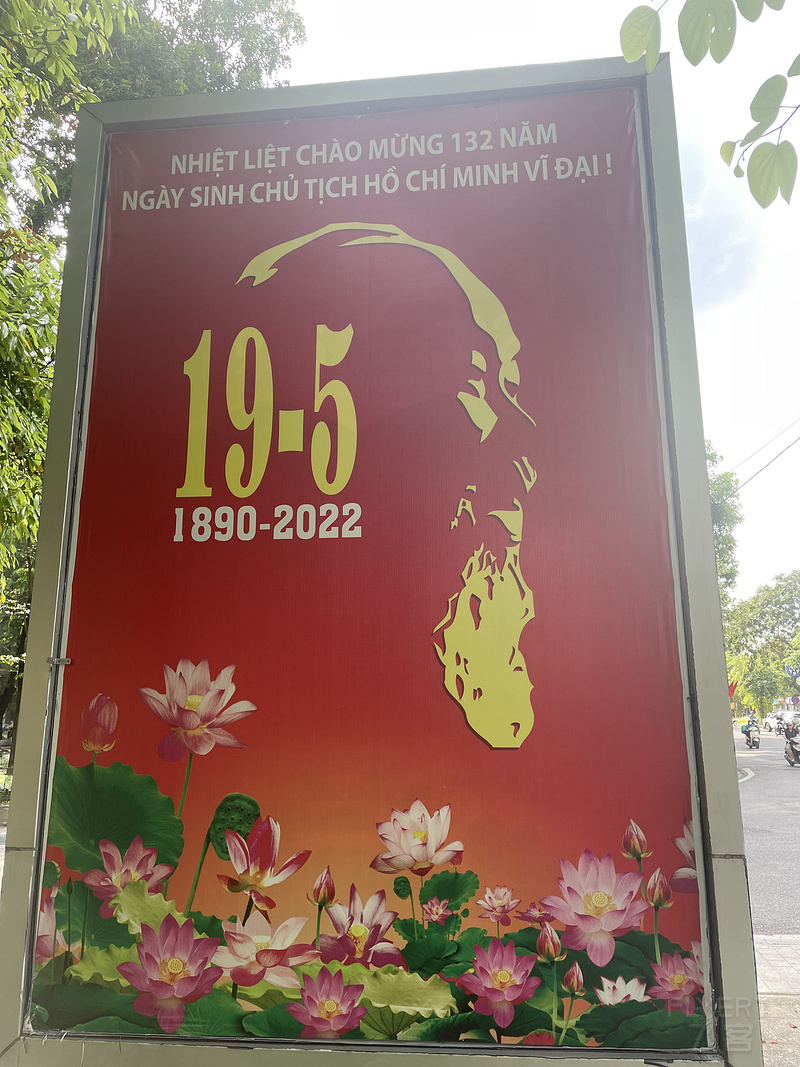 NHIỆT LIỆT CHÀO MỪNG 132 NĂM
NGÀY SINH CHỦ TỊCH HỒ CHÍ MINH VĨ ĐẠI !
19-5
1890-2022
FLYER